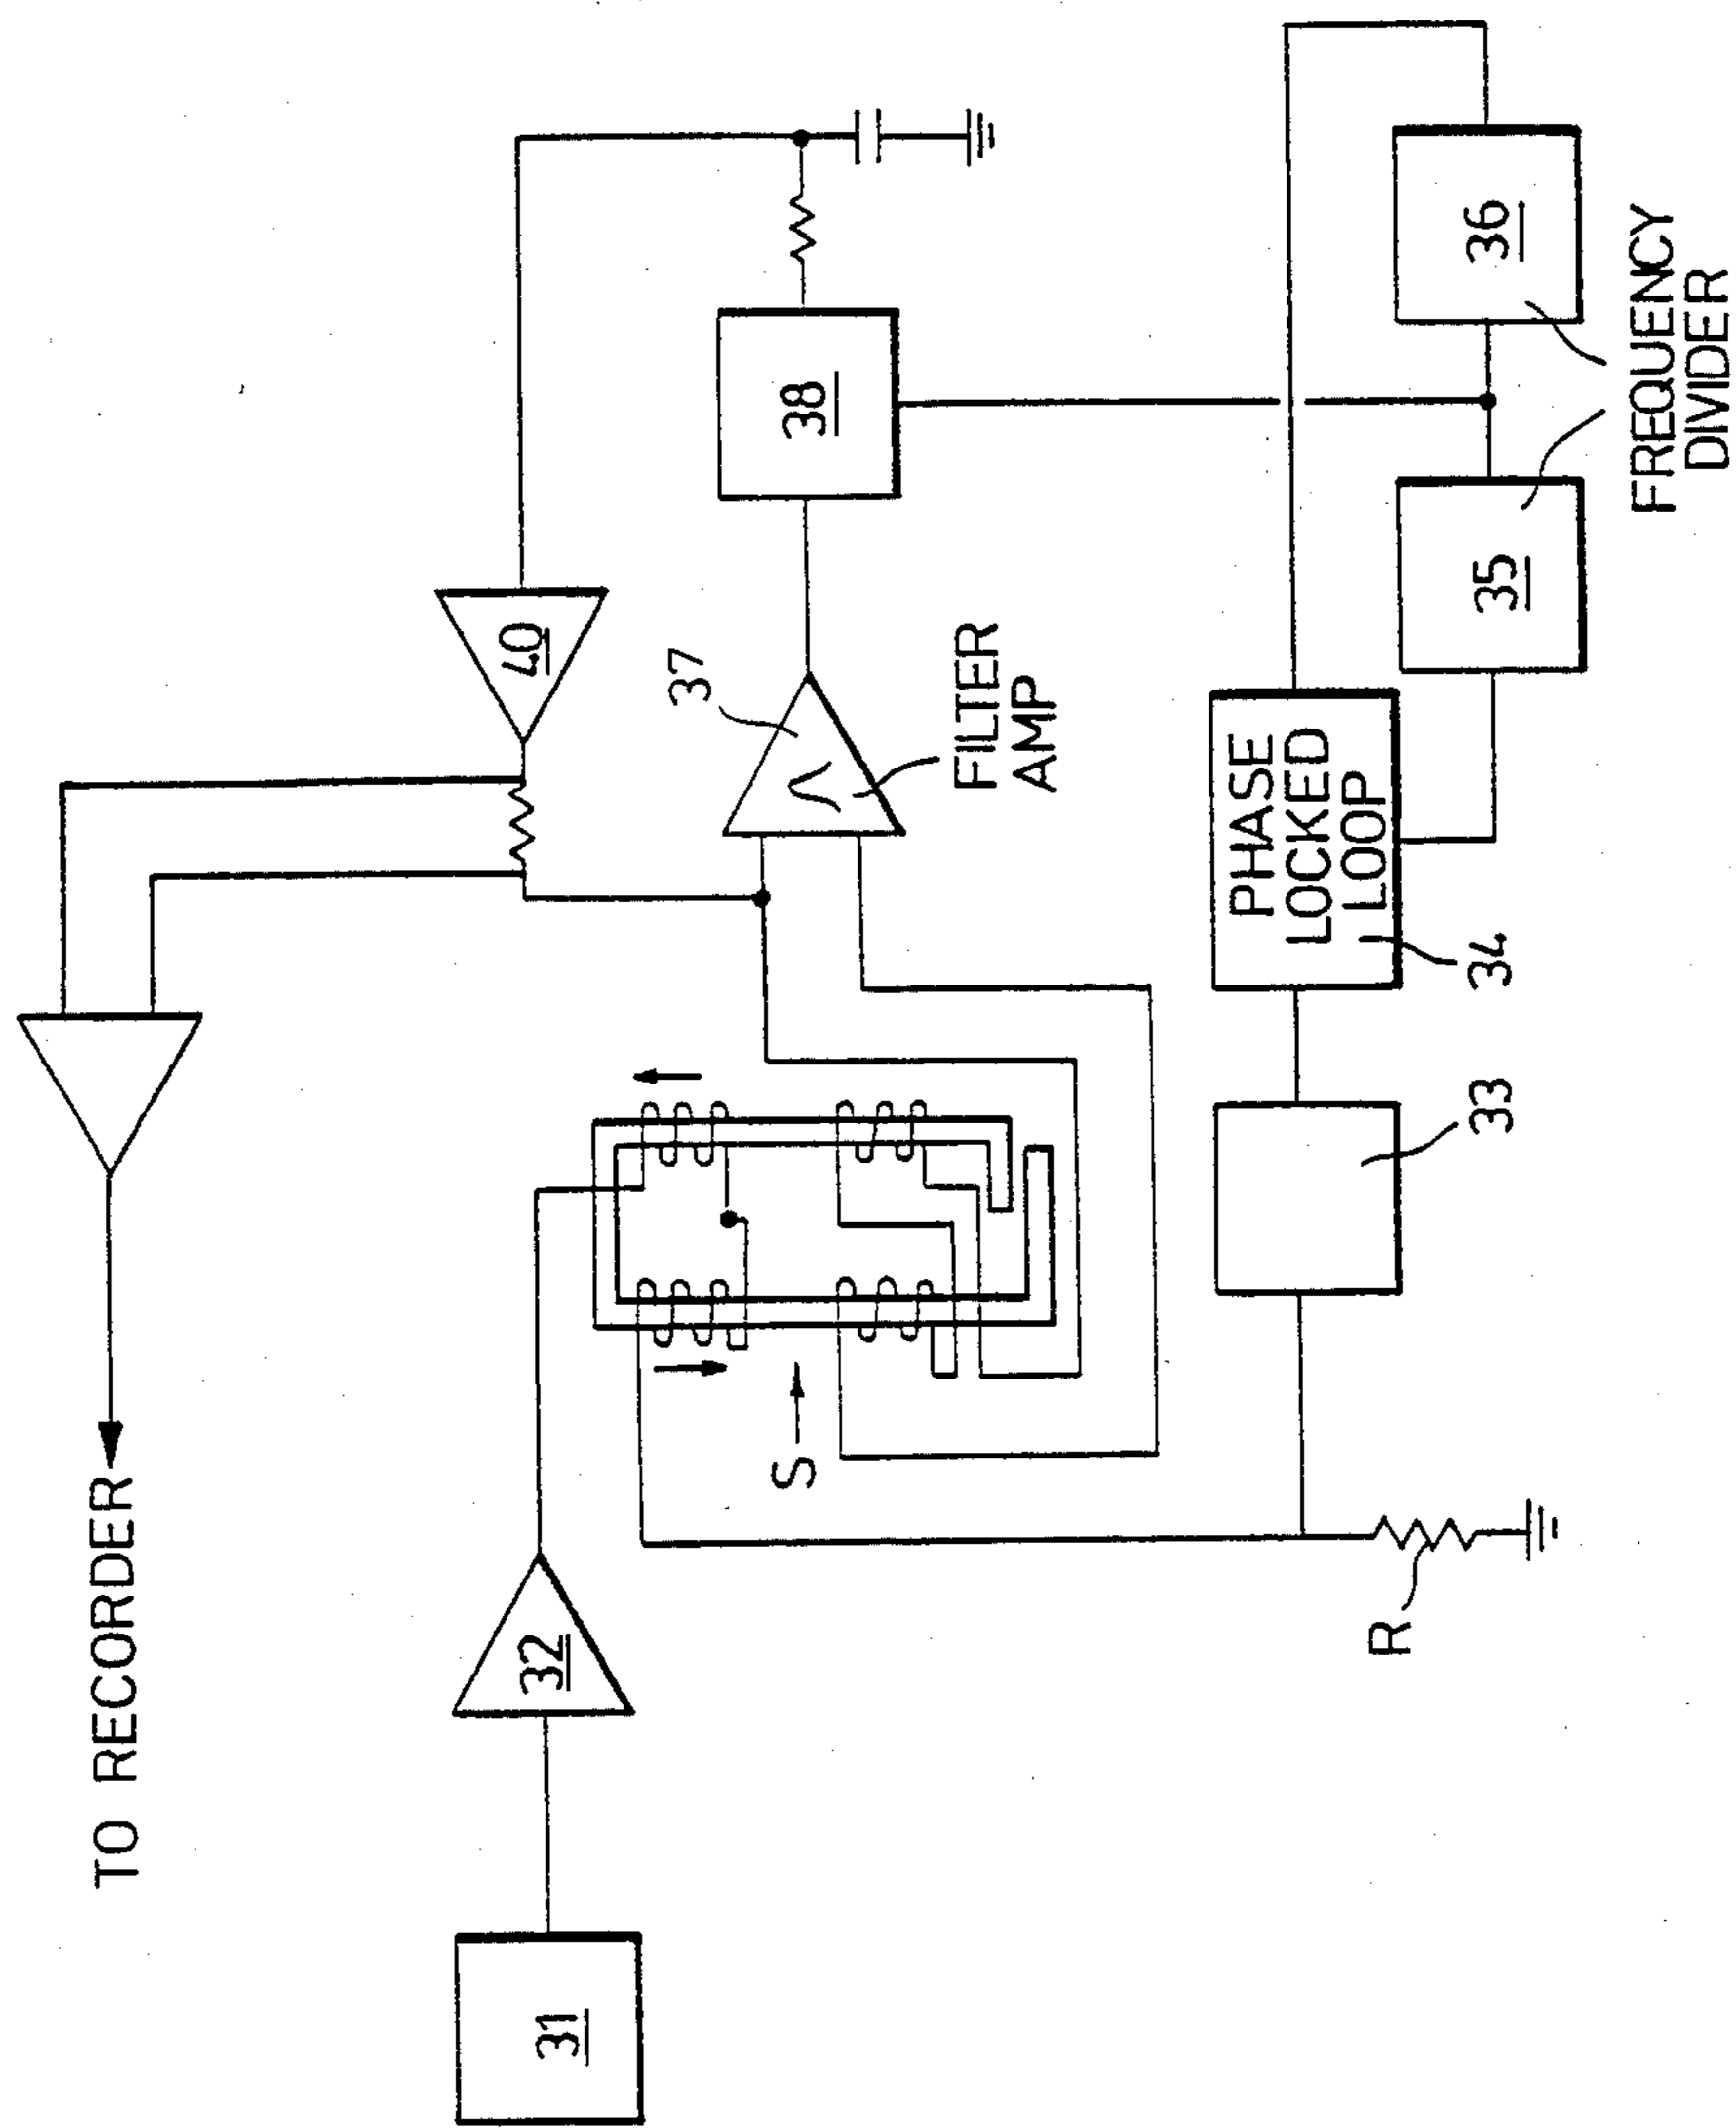 TO RECORDER
31
32
40
37
38
FILTER
AMP
S
R
33
34
PHASE
LOCKED
LOOP
35
36
FREQUENCY
DIVIDER